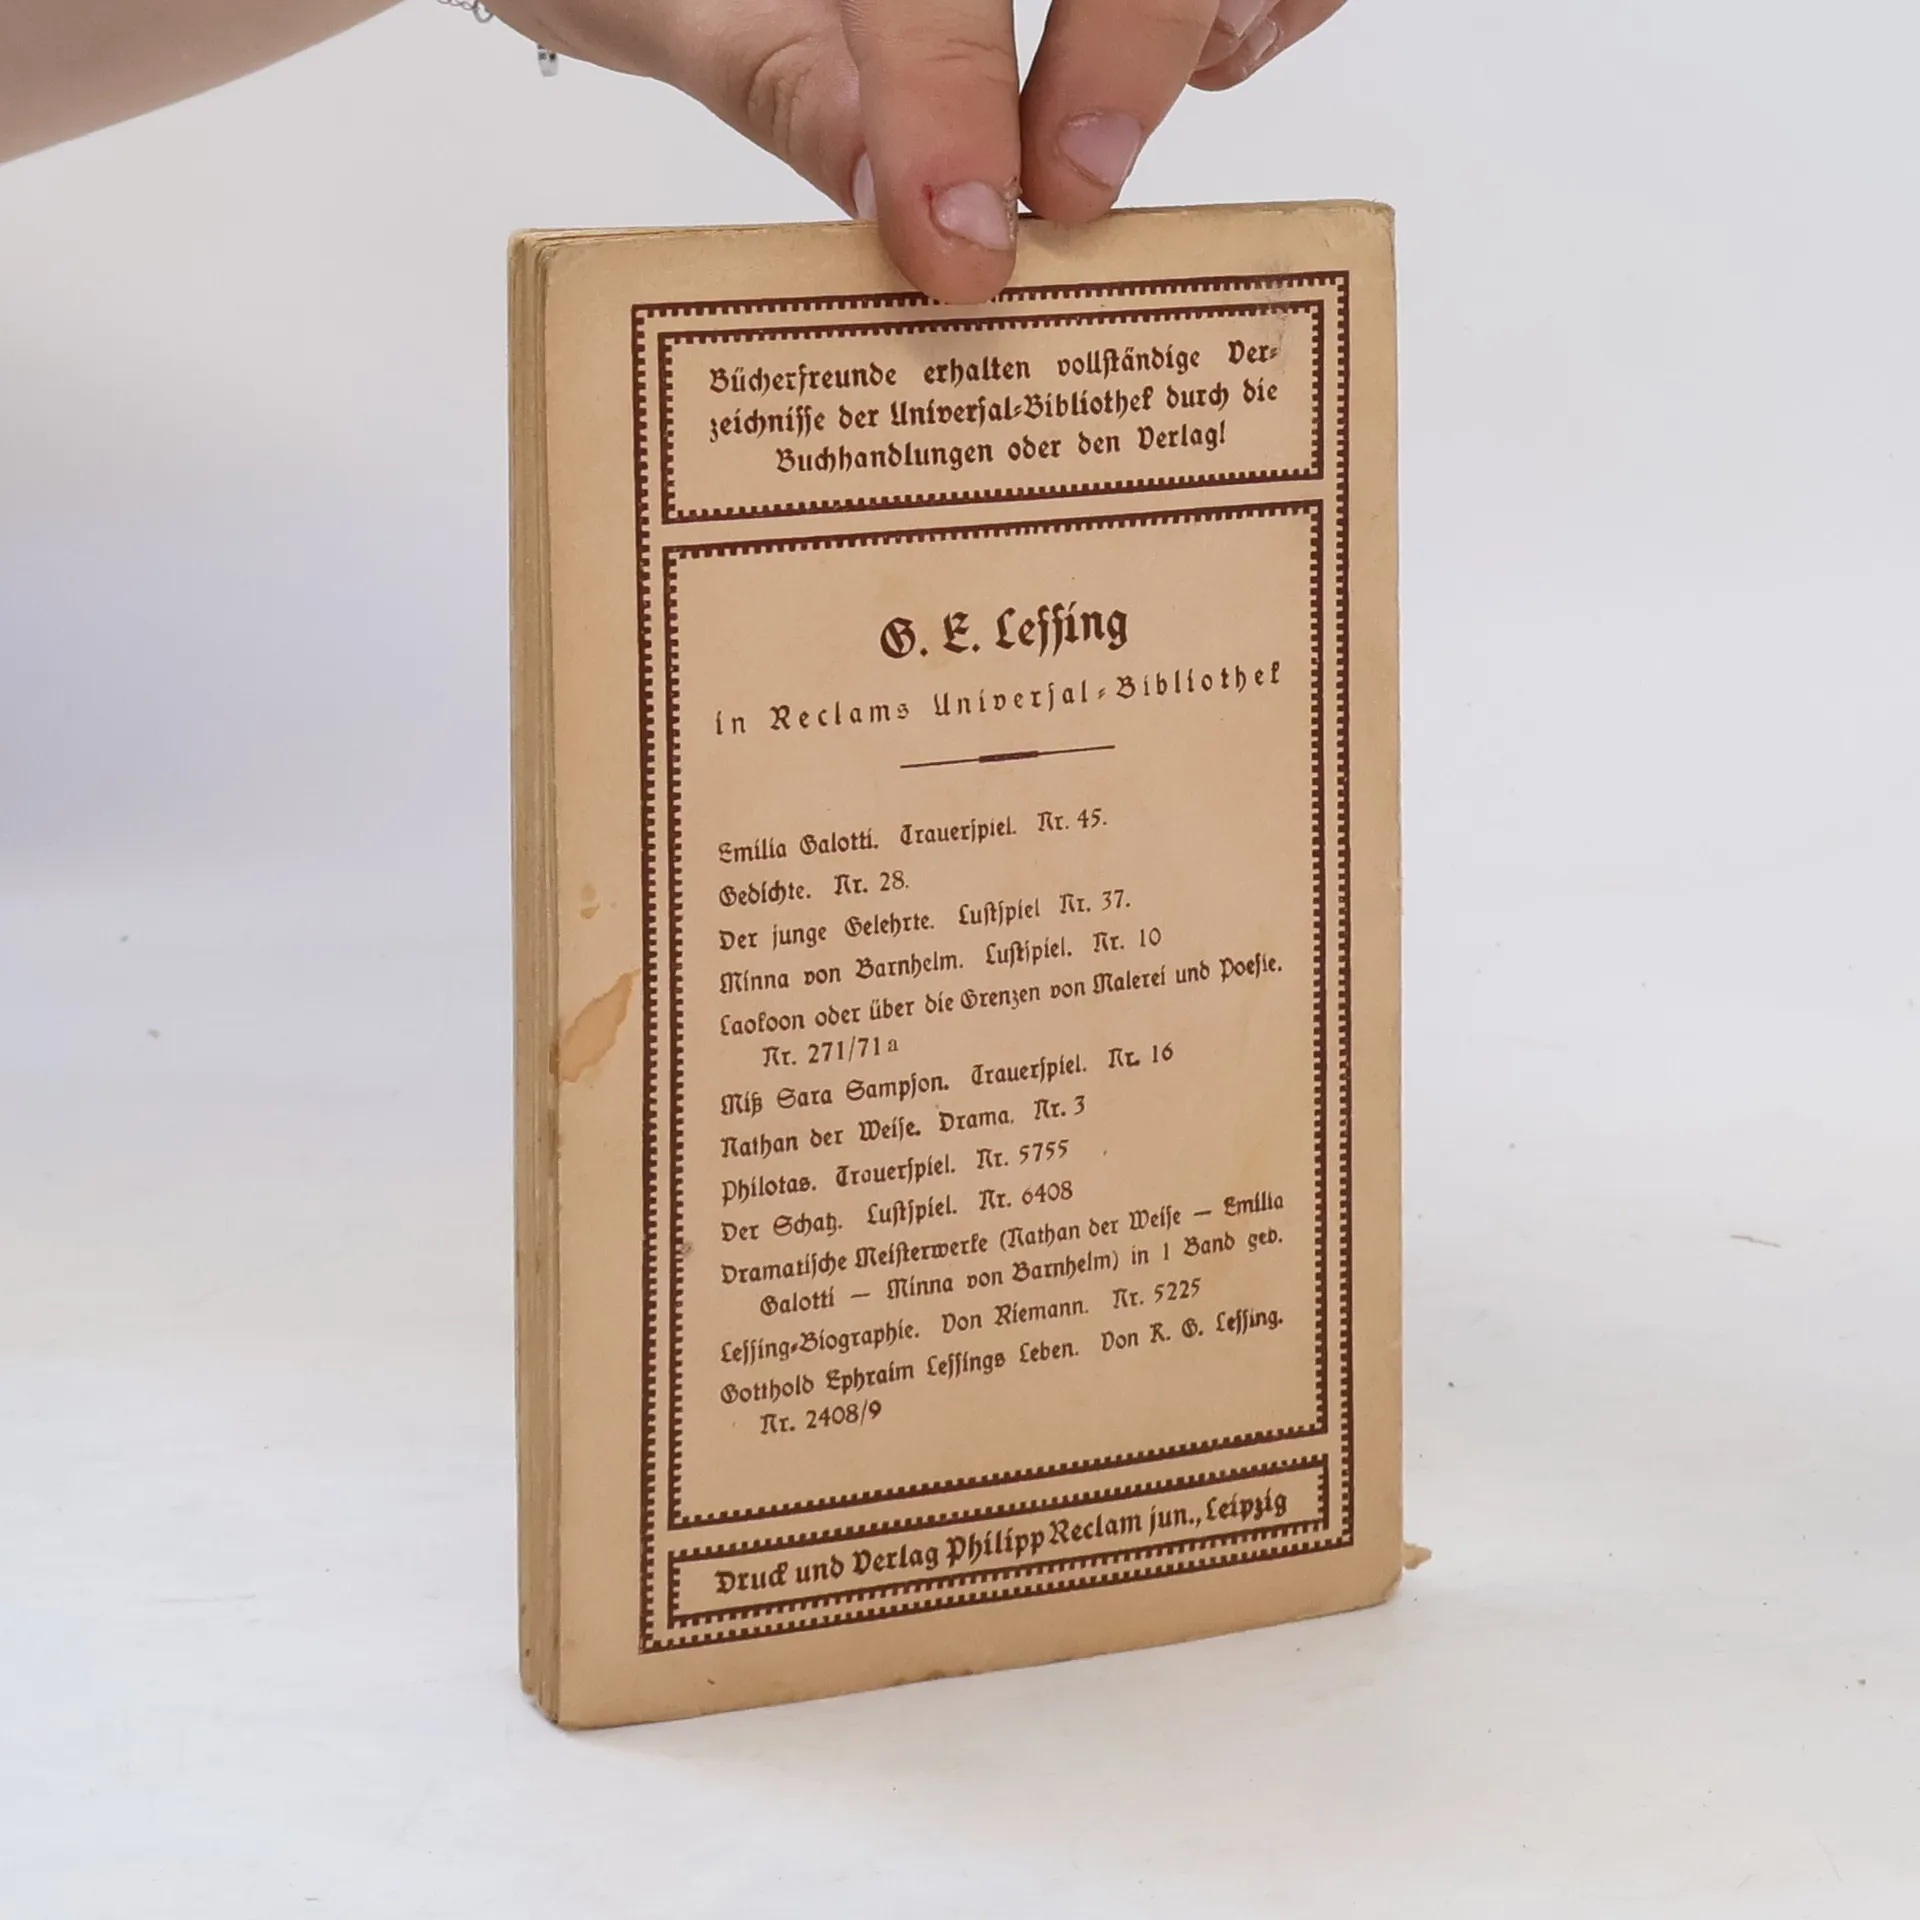 Bücherfreunde erhalten vollständige Ver⸗
zeichnisse der Universal⸗Bibliothek durch die
Buchhandlungen oder den Verlag!
G. E. Lessing
in Reclams Universal⸗Bibliothek
Emilia Galotti. Trauerspiel. Nr. 45.
Gedichte. Nr. 28.
Der junge Gelehrte. Lustspiel Nr. 37.
Minna von Barnhelm. Lustspiel. Nr. 10
Laokoon oder über die Grenzen von Malerei und Poesie.
Nr. 271/71a
Miß Sara Sampson. Trauerspiel. Nr. 16
Nathan der Weise. Drama. Nr. 3
Philotas. Trauerspiel. Nr. 5755
Der Schatz. Lustspiel. Nr. 6408
Dramatische Meisterwerke (Nathan der Weise — Emilia
Galotti — Minna von Barnhelm) in 1 Band geb.
Lessing⸗Biographie. Von Riemann. Nr. 5225
Gotthold Ephraim Lessings Leben. Von K. G. Lessing.
Nr. 2408/9
Druck und Verlag Philipp Reclam jun., Leipzig